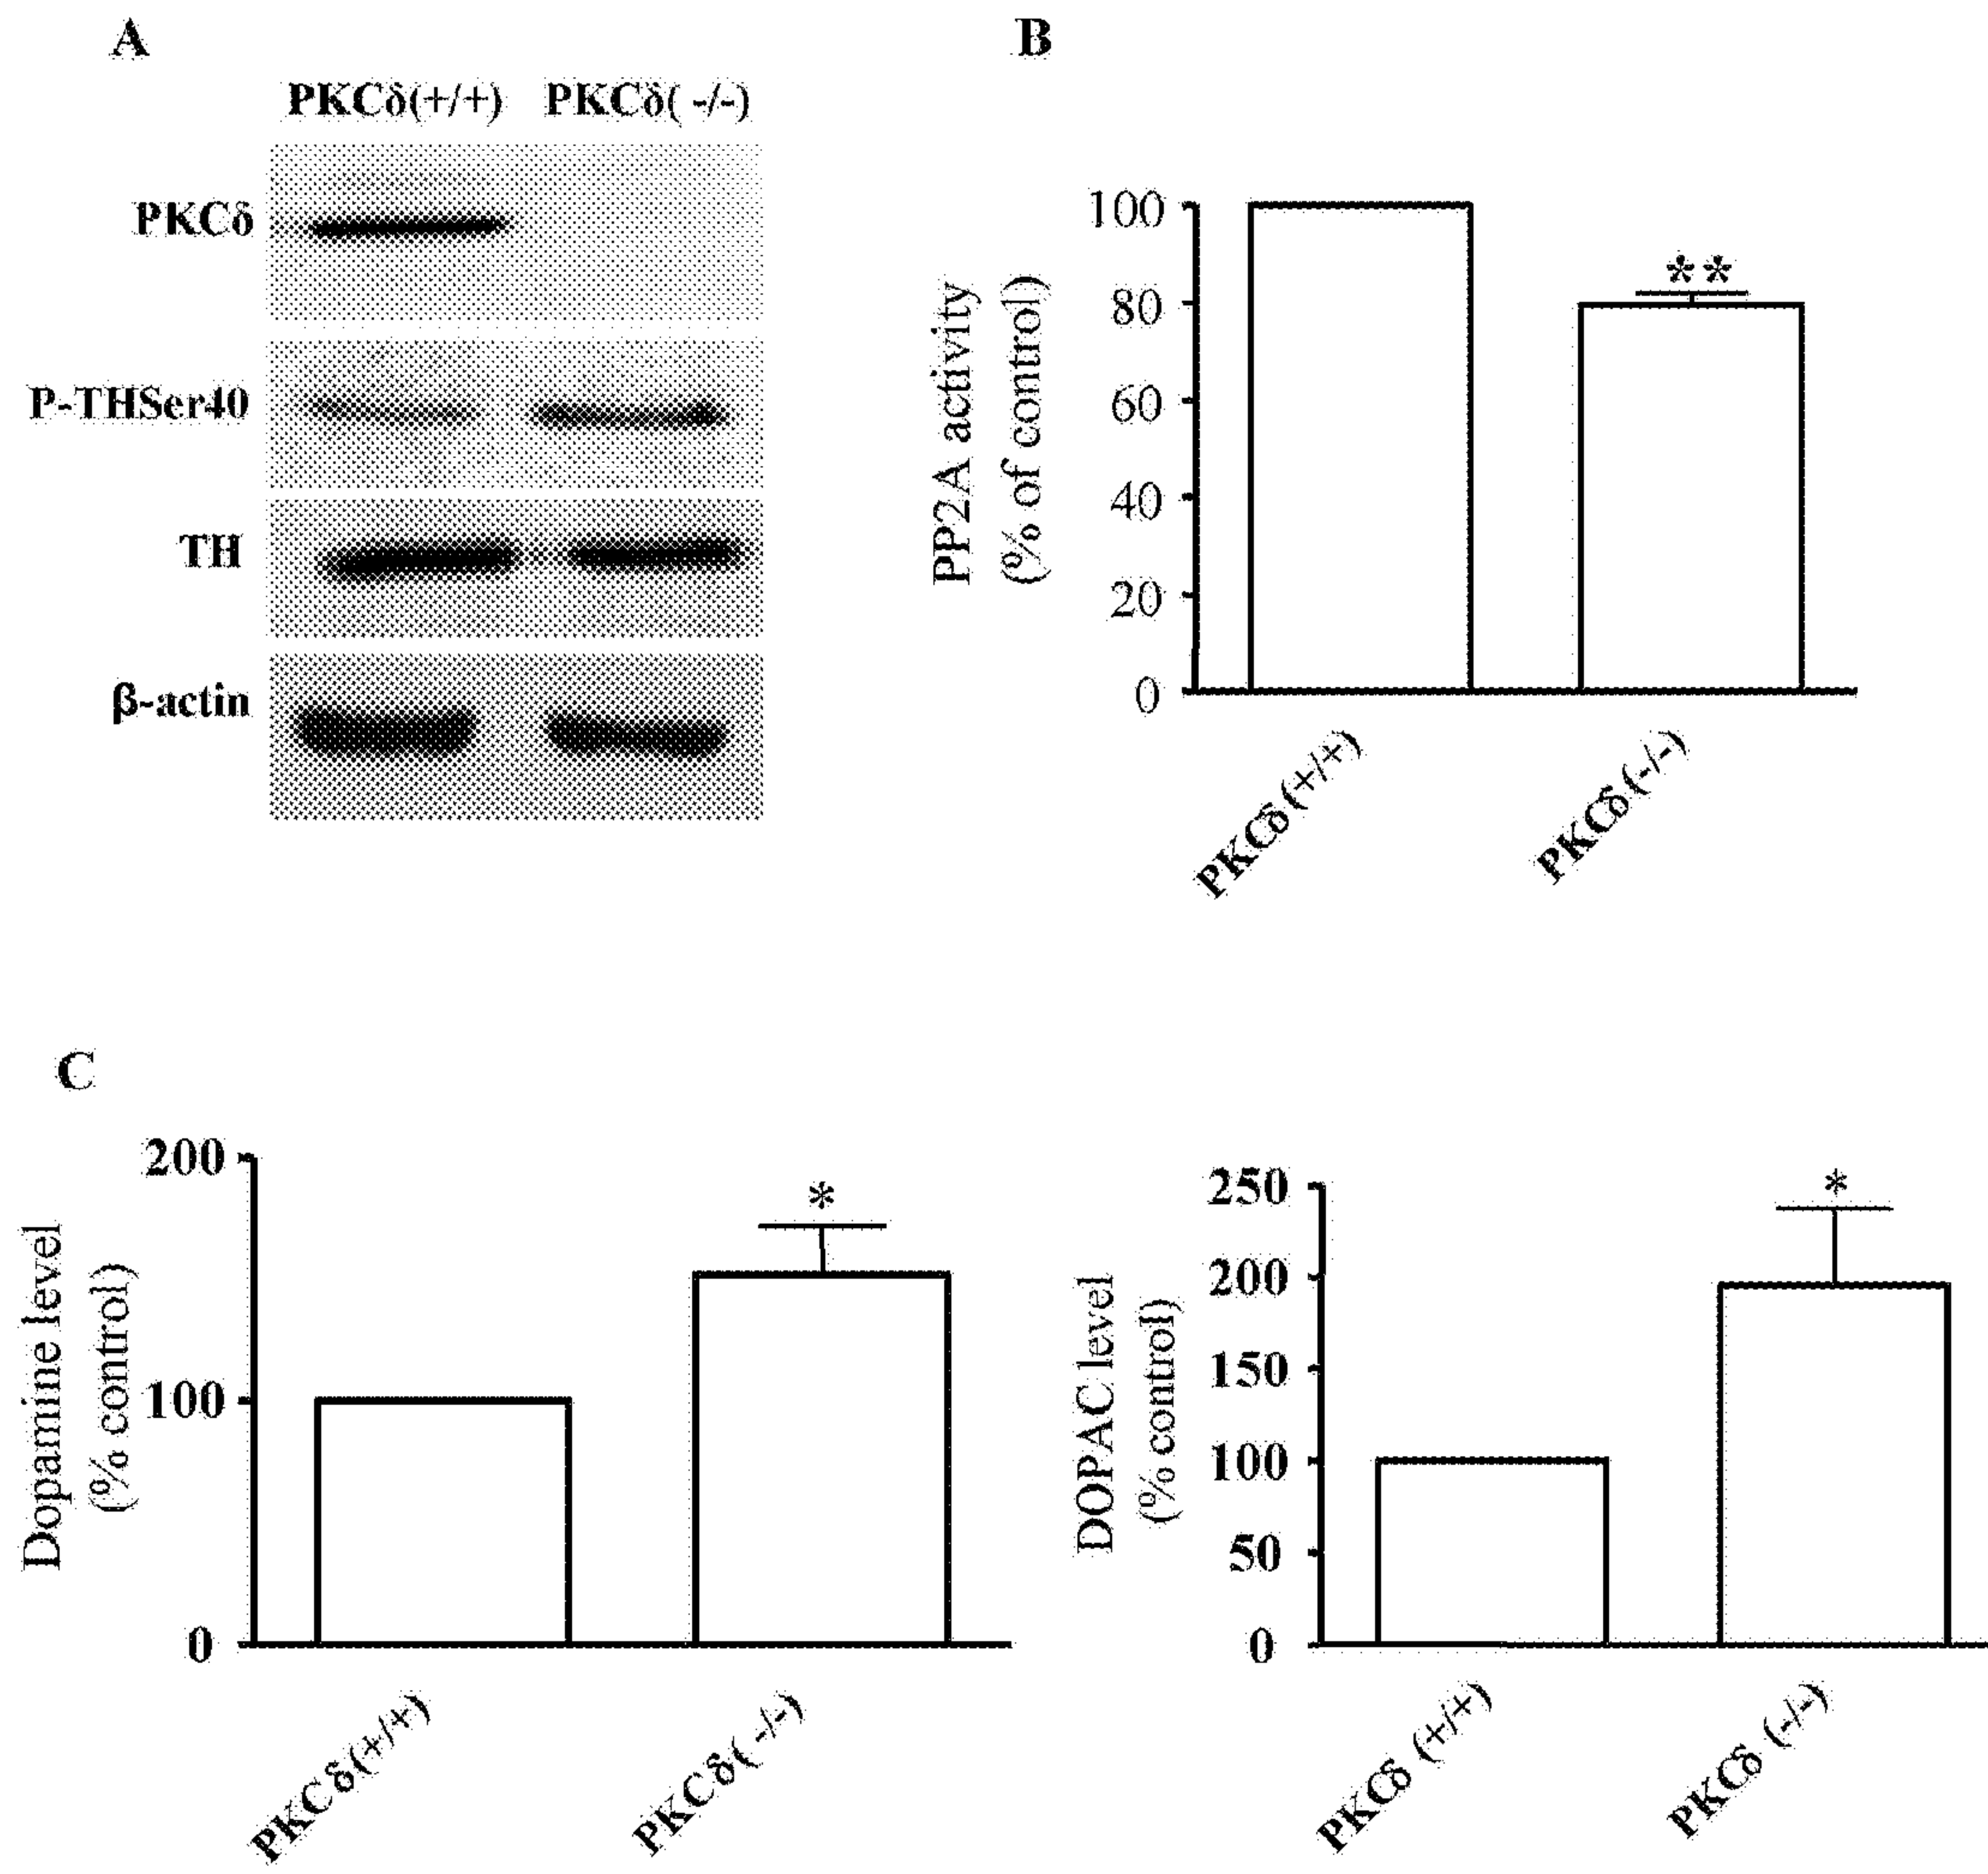 A
PKCδ(+/+) PKCδ( -/-)
PKCδ
P-THSer40
TH
β-actin
B
PP2A activity
(% of control)
100
80
60
40
20
0
**
PKCδ(+/+)
PKCδ(-/-)
C
Dopamine level
(% control)
200
100
0
*
PKCδ(+/+)
PKCδ( -/-)
DOPAC level
(% control)
250
200
150
100
50
0
*
PKCδ (+/+)
PKCδ (-/-)